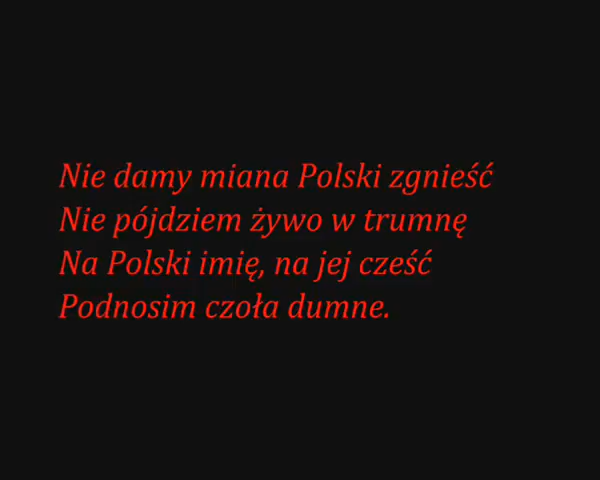 Nie damy miana Polski zgnieść
Nie pójdziem żywo w trumnę
Na Polski imię, na jej cześć
Podnosim czoła dumne.